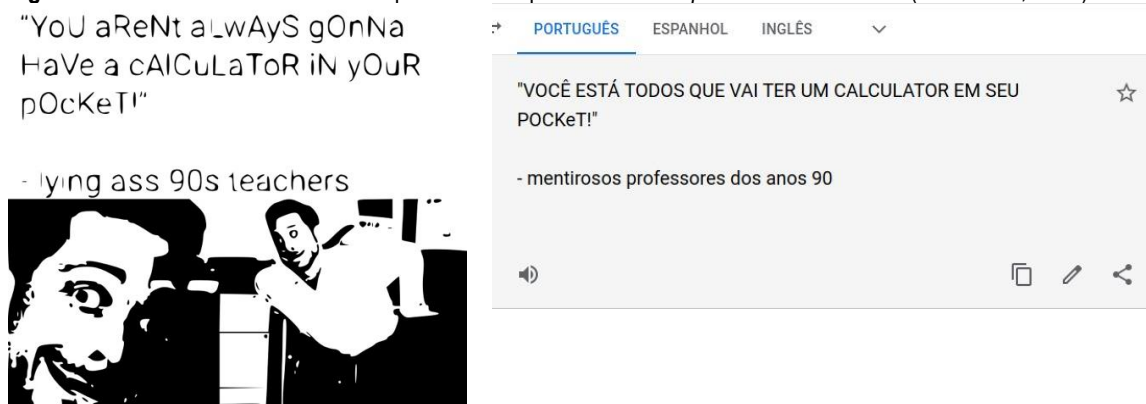 "YoU aReNt aLwAyS gOnNa
HaVe a cAlCuLaToR iN yOuR
pOcKeT!"
- lying ass 90s teachers
PORTUGUÊS ESPANHOL INGLÊS
"VOCÊ ESTÁ TODOS QUE VAI TER UM CALCULATOR EM SEU
POCKeT!"
- mentirosos professores dos anos 90